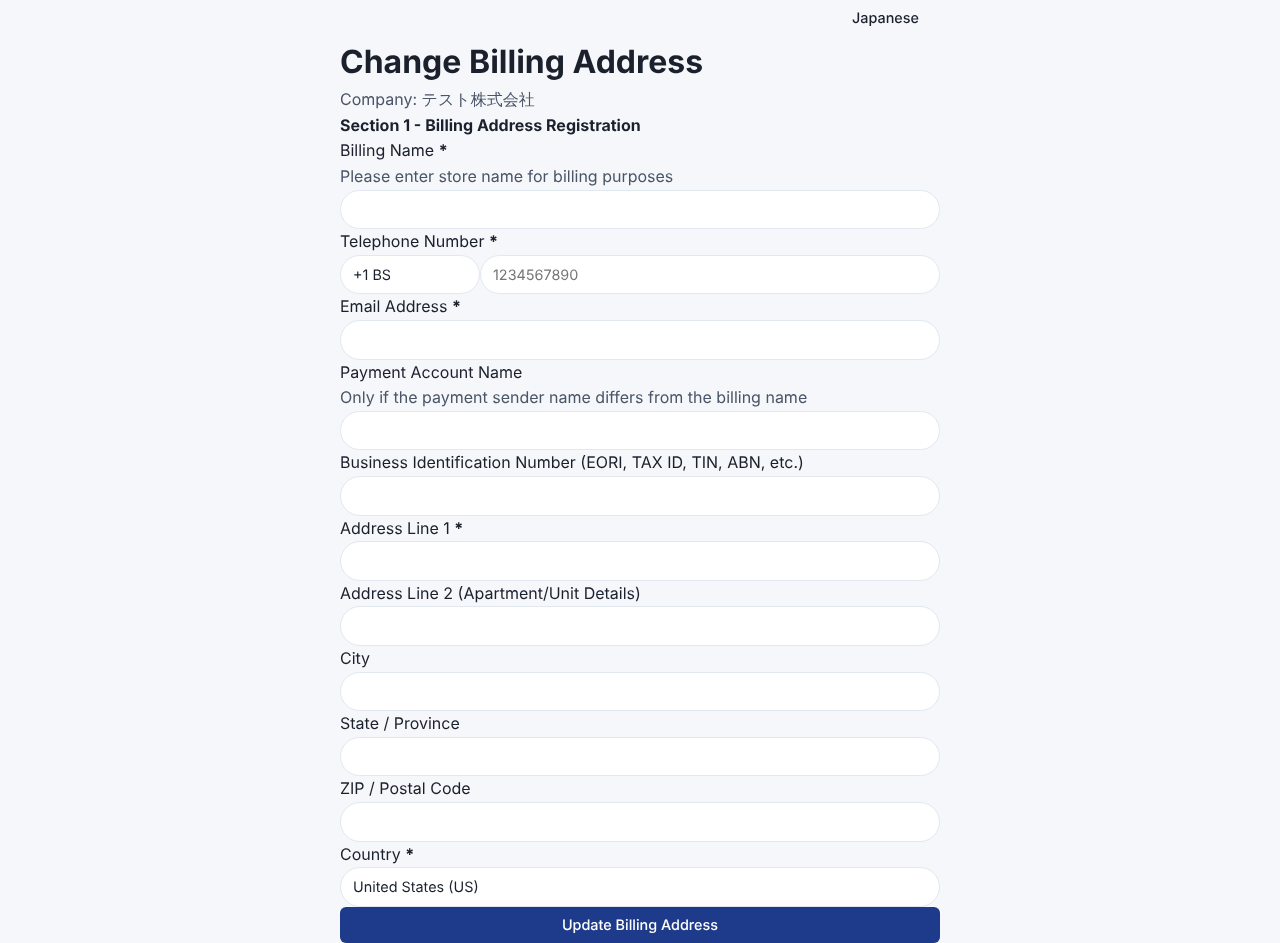 Japanese
Change Billing Address
Company: テスト株式会社
Section 1 - Billing Address Registration
Billing Name *
Please enter store name for billing purposes
Telephone Number *
+1 BS 1234567890
Email Address *
Payment Account Name
Only if the payment sender name differs from the billing name
Business Identification Number (EORI, TAX ID, TIN, ABN, etc.)
Address Line 1 *
Address Line 2 (Apartment/Unit Details)
City
State / Province
ZIP / Postal Code
Country *
United States (US)
Update Billing Address